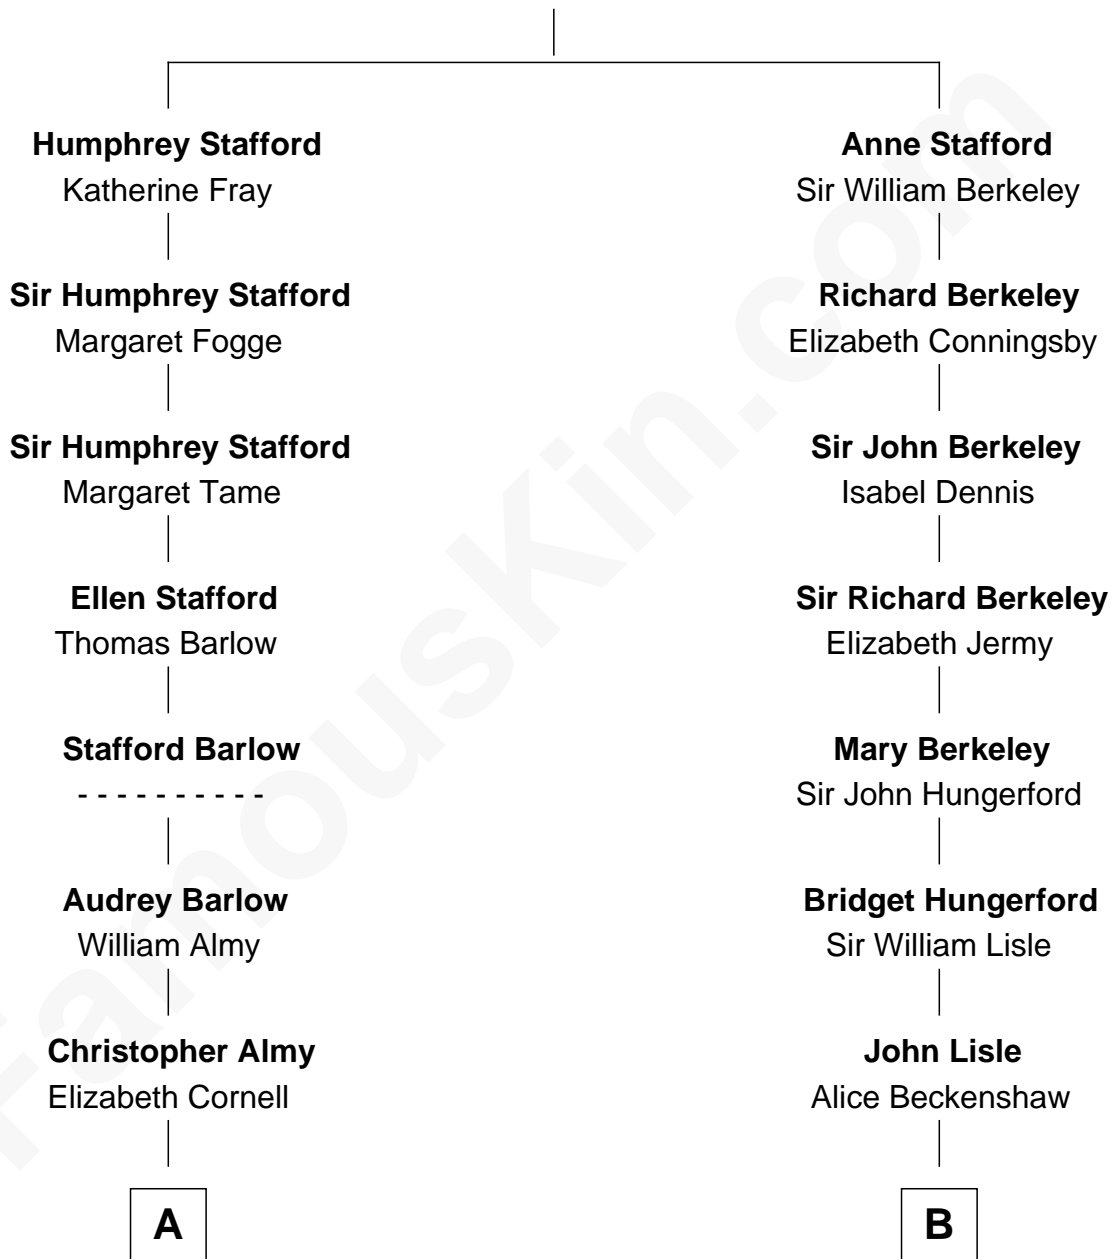 Humphrey Stafford
Katherine Fray
Sir Humphrey Stafford
Margaret Fogge
Sir Humphrey Stafford
Margaret Tame
Ellen Stafford
Thomas Barlow
Stafford Barlow
- - - - - - - - - -
Audrey Barlow
William Almy
Christopher Almy
Elizabeth Cornell
A
Anne Stafford
Sir William Berkeley
Richard Berkeley
Elizabeth Conningsby
Sir John Berkeley
Isabel Dennis
Sir Richard Berkeley
Elizabeth Jermy
Mary Berkeley
Sir John Hungerford
Bridget Hungerford
Sir William Lisle
John Lisle
Alice Beckenshaw
B
FamousKin.com